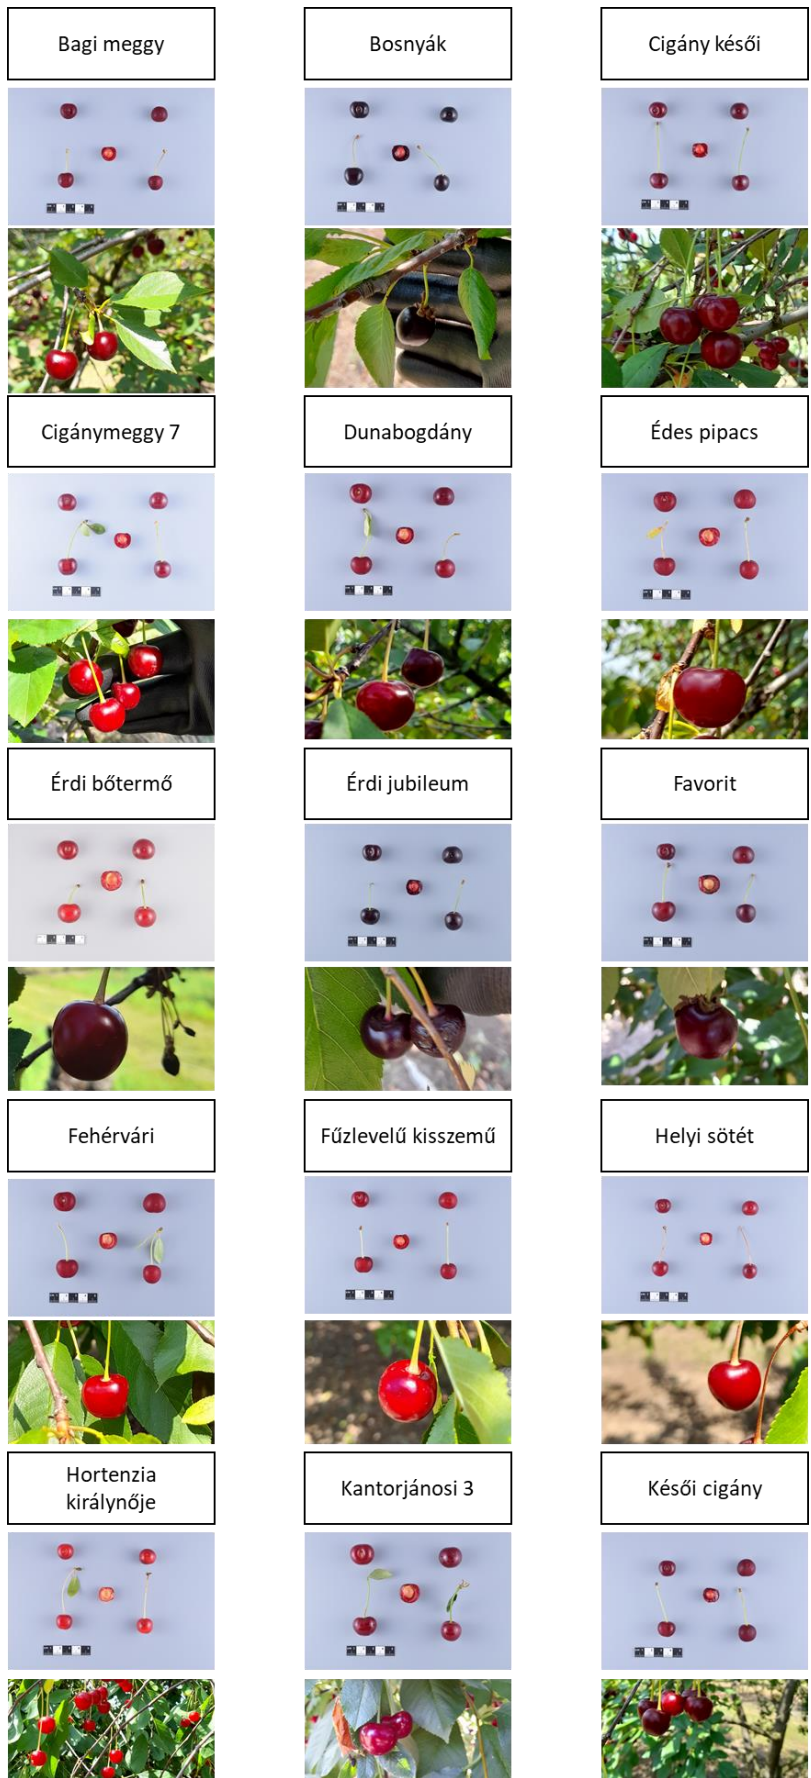 Bagi meggy
Bosnyák
Cigány késői
Cigánymeggy 7
Dunabogdány
Édes pipacs
Érdi bőtermő
Érdi jubileum
Favorit
Fehérvári
Fűzlevelű kisszemű
Helyi sötét
Hortenzia
királynője
Kantorjánosi 3
Késői cigány